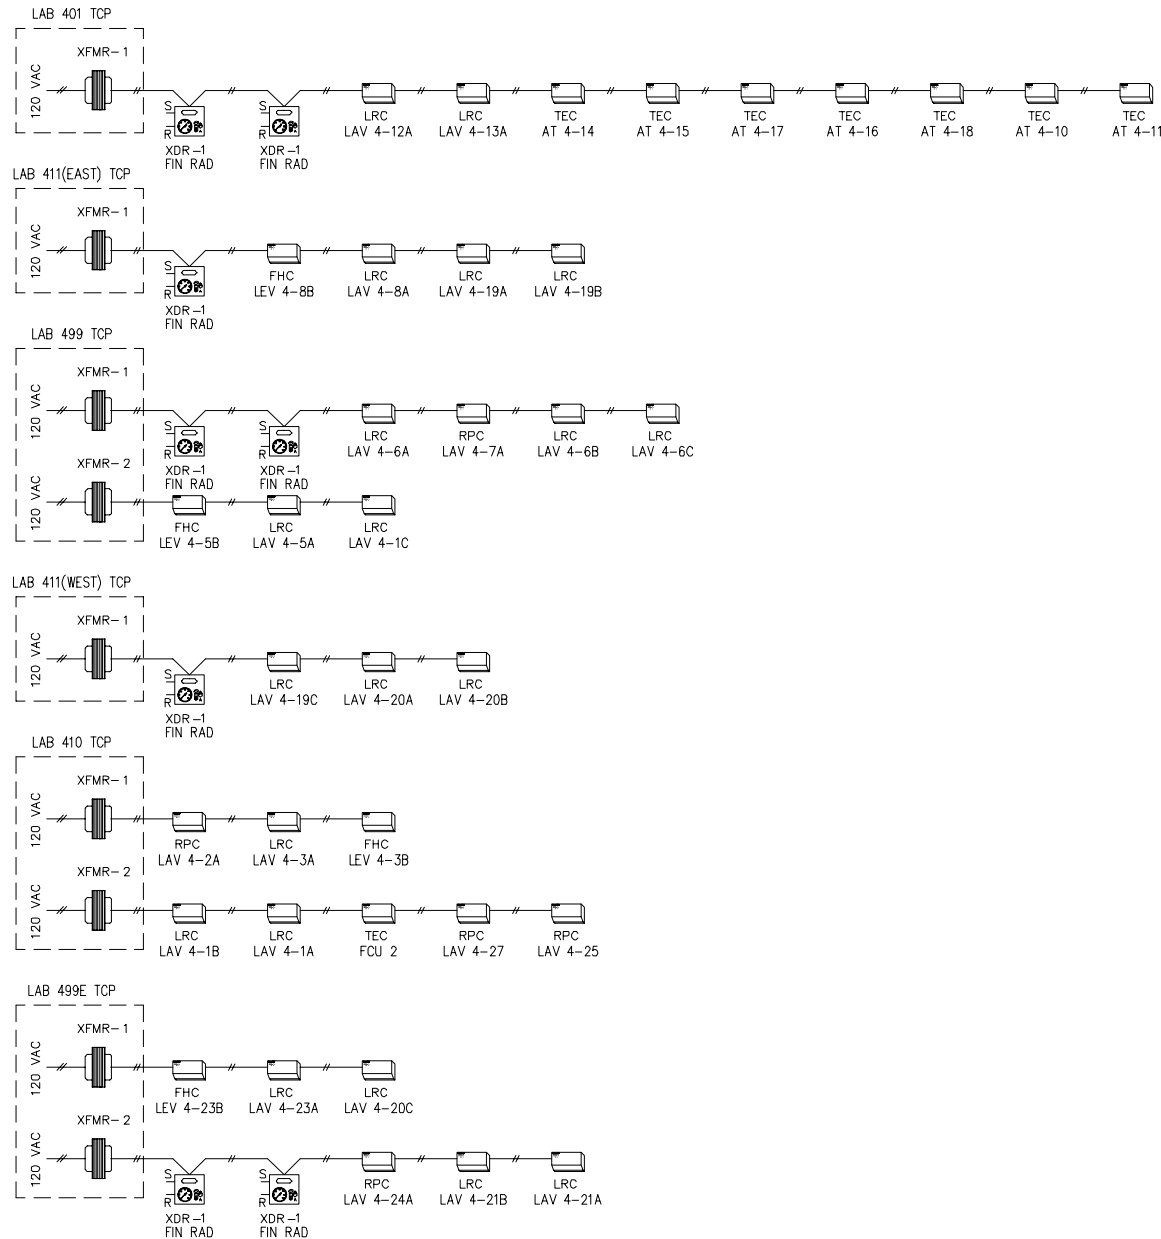 LAB 401 TCP
XFMR-1
120 VAC
S
R
XDR-1
FIN RAD
S
R
XDR-1
FIN RAD
LRC
LAV 4-12A
LRC
LAV 4-13A
TEC
AT 4-14
TEC
AT 4-15
TEC
AT 4-17
TEC
AT 4-16
TEC
AT 4-18
TEC
AT 4-10
TEC
AT 4-11
LAB 411(EAST) TCP
XFMR-1
120 VAC
S
R
XDR-1
FIN RAD
FHC
LEV 4-8B
LRC
LAV 4-8A
LRC
LAV 4-19A
LRC
LAV 4-19B
LAB 499 TCP
XFMR-1
120 VAC
S
R
XDR-1
FIN RAD
S
R
XDR-1
FIN RAD
LRC
LAV 4-6A
RPC
LAV 4-7A
LRC
LAV 4-6B
LRC
LAV 4-6C
XFMR-2
120 VAC
FHC
LEV 4-5B
LRC
LAV 4-5A
LRC
LAV 4-1C
LAB 411(WEST) TCP
XFMR-1
120 VAC
S
R
XDR-1
FIN RAD
LRC
LAV 4-19C
LRC
LAV 4-20A
LRC
LAV 4-20B
LAB 410 TCP
XFMR-1
120 VAC
RPC
LAV 4-2A
LRC
LAV 4-3A
FHC
LEV 4-3B
XFMR-2
120 VAC
LRC
LAV 4-1B
LRC
LAV 4-1A
TEC
FCU 2
RPC
LAV 4-27
RPC
LAV 4-25
LAB 499E TCP
XFMR-1
120 VAC
FHC
LEV 4-23B
LRC
LAV 4-23A
LRC
LAV 4-20C
XFMR-2
120 VAC
S
R
XDR-1
FIN RAD
S
R
XDR-1
FIN RAD
RPC
LAV 4-24A
LRC
LAV 4-21B
LRC
LAV 4-21A